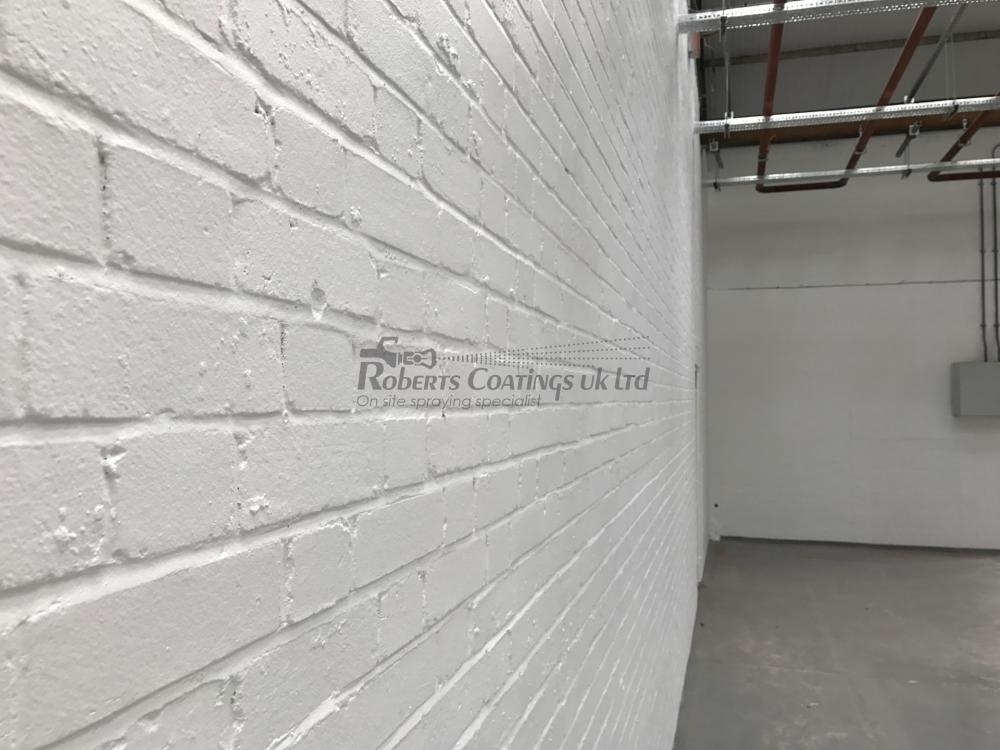 Roberts Coatings uk Ltd
On site spraying specialist